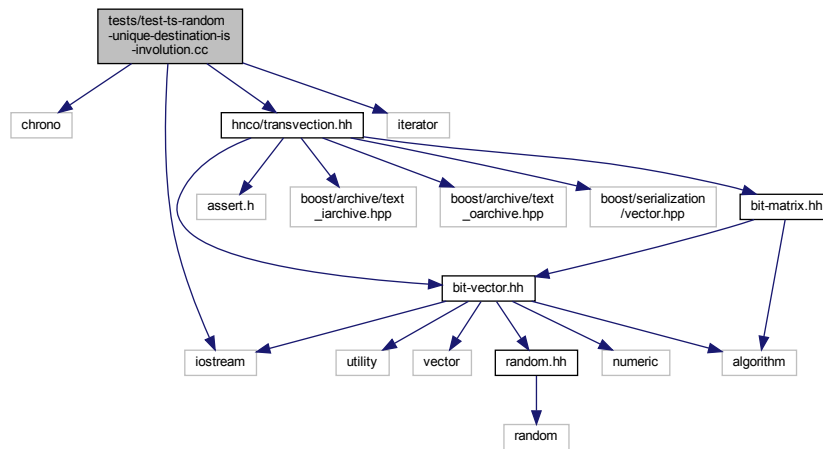 tests/test-ts-random
-unique-destination-is
-involution.cc
chrono
hnco/transvection.hh
iterator
assert.h
boost/archive/text
_iarchive.hpp
boost/archive/text
_oarchive.hpp
boost/serialization
/vector.hpp
bit-matrix.hh
bit-vector.hh
iostream
utility
vector
random.hh
numeric
algorithm
random